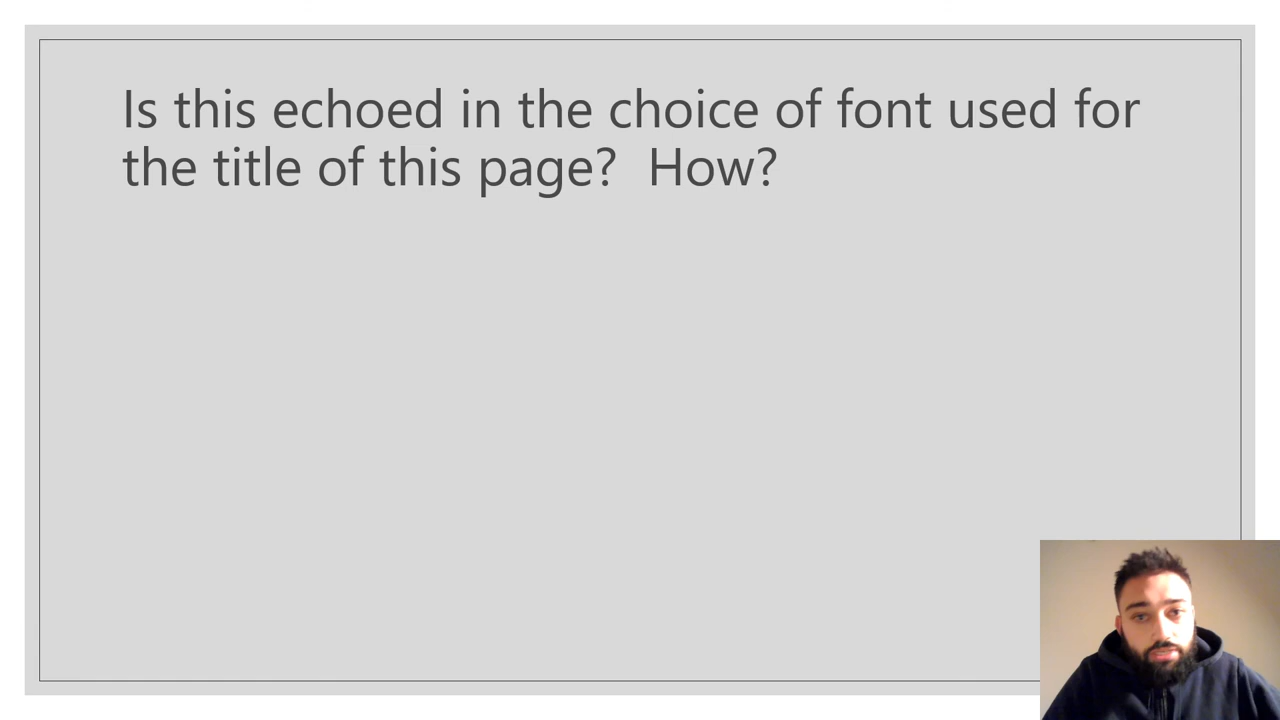 Is this echoed in the choice of font used for
the title of this page?  How?